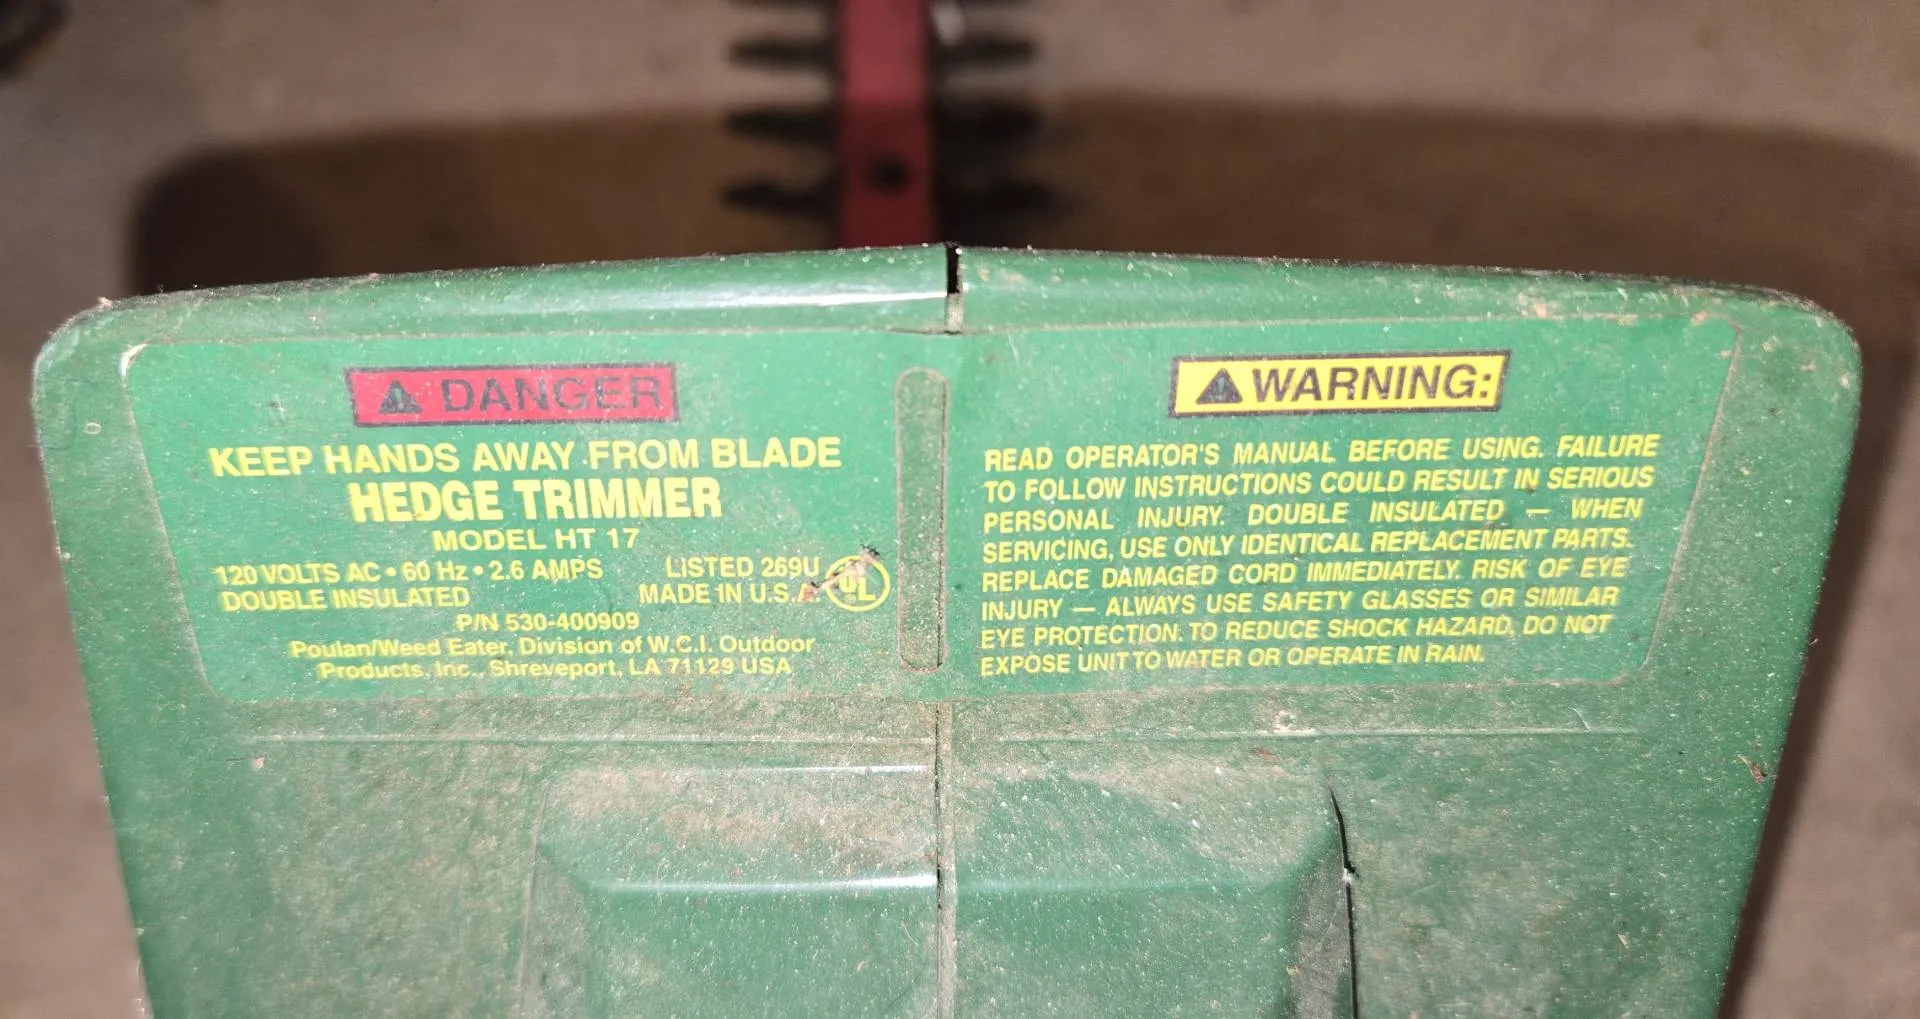 DANGER
KEEP HANDS AWAY FROM BLADE
HEDGE TRIMMER
MODEL HT 17
120 VOLTS AC • 60 Hz • 2.6 AMPS
DOUBLE INSULATED
LISTED 269U
MADE IN U.S.A.
UL
P/N 530-400909
Poulan/Weed Eater, Division of W.C.I. Outdoor
Products, Inc., Shreveport, LA 71129 USA
WARNING:
READ OPERATOR'S MANUAL BEFORE USING. FAILURE
TO FOLLOW INSTRUCTIONS COULD RESULT IN SERIOUS
PERSONAL INJURY. DOUBLE INSULATED — WHEN
SERVICING, USE ONLY IDENTICAL REPLACEMENT PARTS.
REPLACE DAMAGED CORD IMMEDIATELY. RISK OF EYE
INJURY — ALWAYS USE SAFETY GLASSES OR SIMILAR
EYE PROTECTION. TO REDUCE SHOCK HAZARD, DO NOT
EXPOSE UNIT TO WATER OR OPERATE IN RAIN.